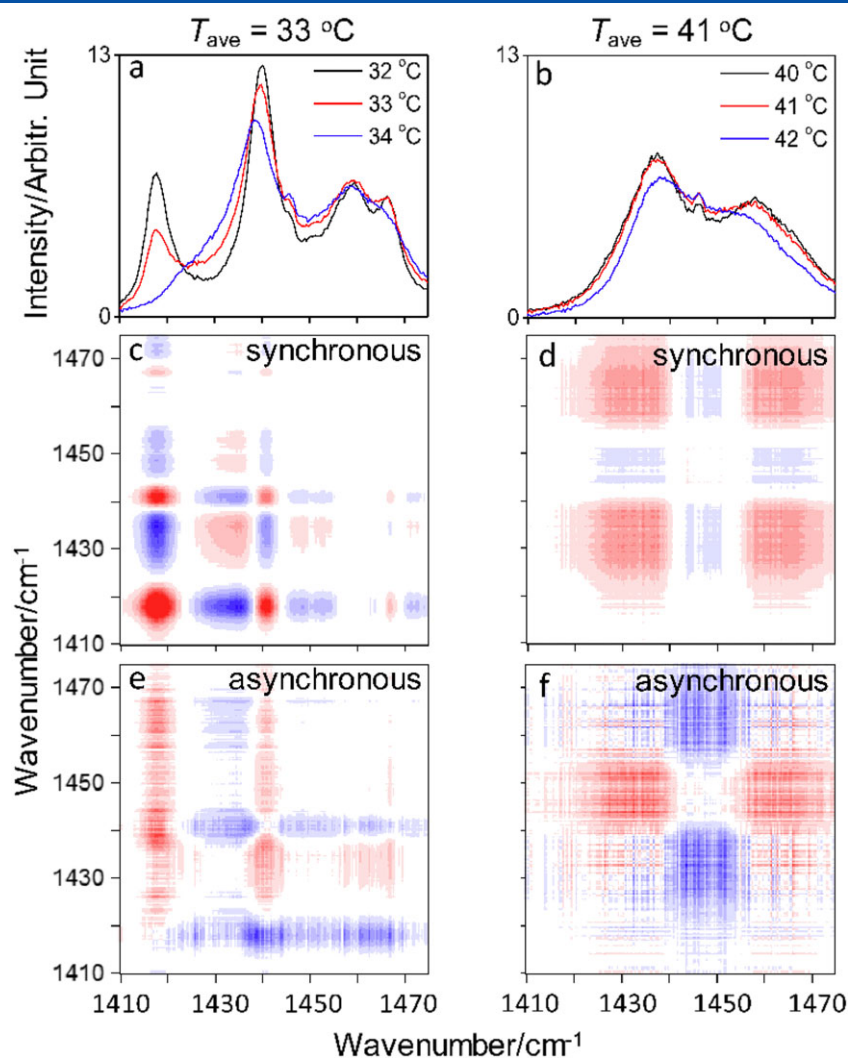 T_ave = 33 °C
T_ave = 41 °C
Intensity/Arbitr. Unit
13
a
32 °C
33 °C
34 °C
0
13
b
40 °C
41 °C
42 °C
0
c
synchronous
1470
1450
1430
1410
d
synchronous
e
asynchronous
1470
1450
1430
1410
f
asynchronous
Wavenumber/cm⁻¹
1410 1430 1450 1470
1410 1430 1450 1470
Wavenumber/cm⁻¹